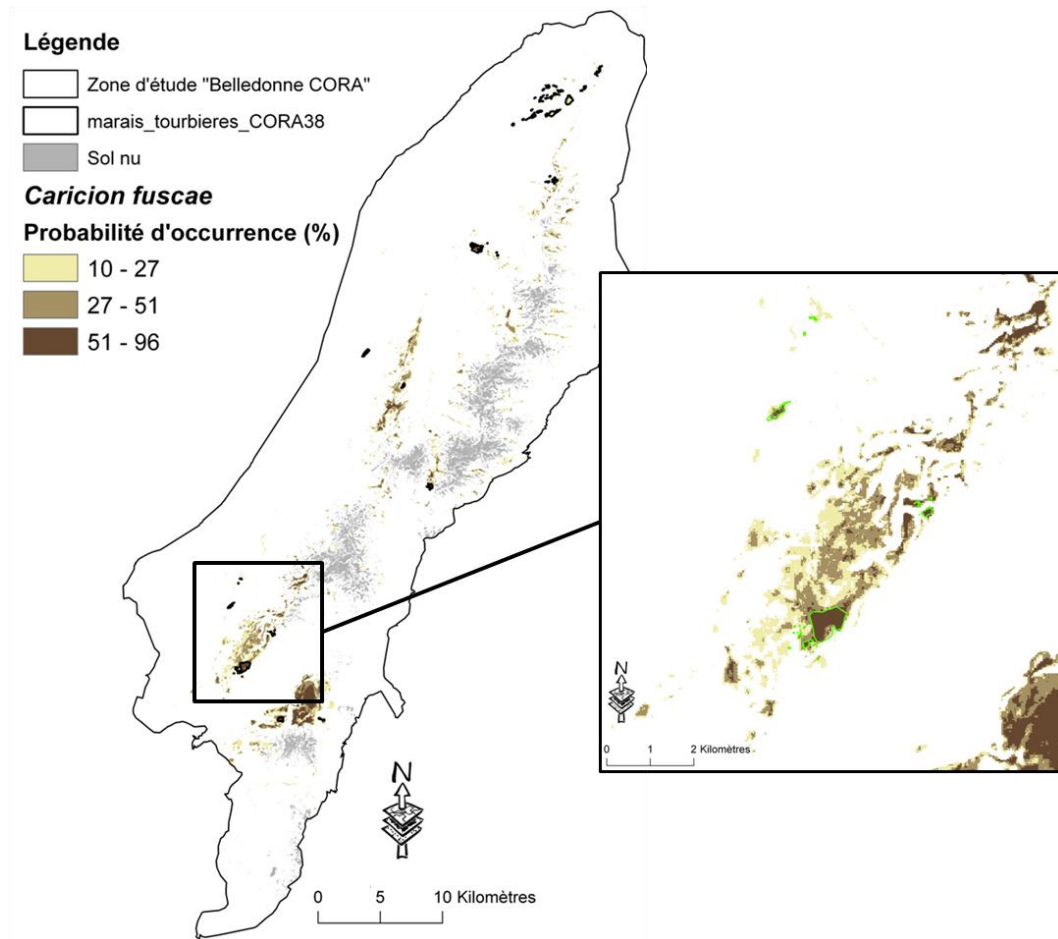 Légende
Zone d'étude "Belledonne CORA"
marais_tourbieres_CORA38
Sol nu
Caricion fuscae
Probabilité d'occurrence (%)
10 - 27
27 - 51
51 - 96
N
0 1 2 Kilomètres
N
0 5 10 Kilomètres